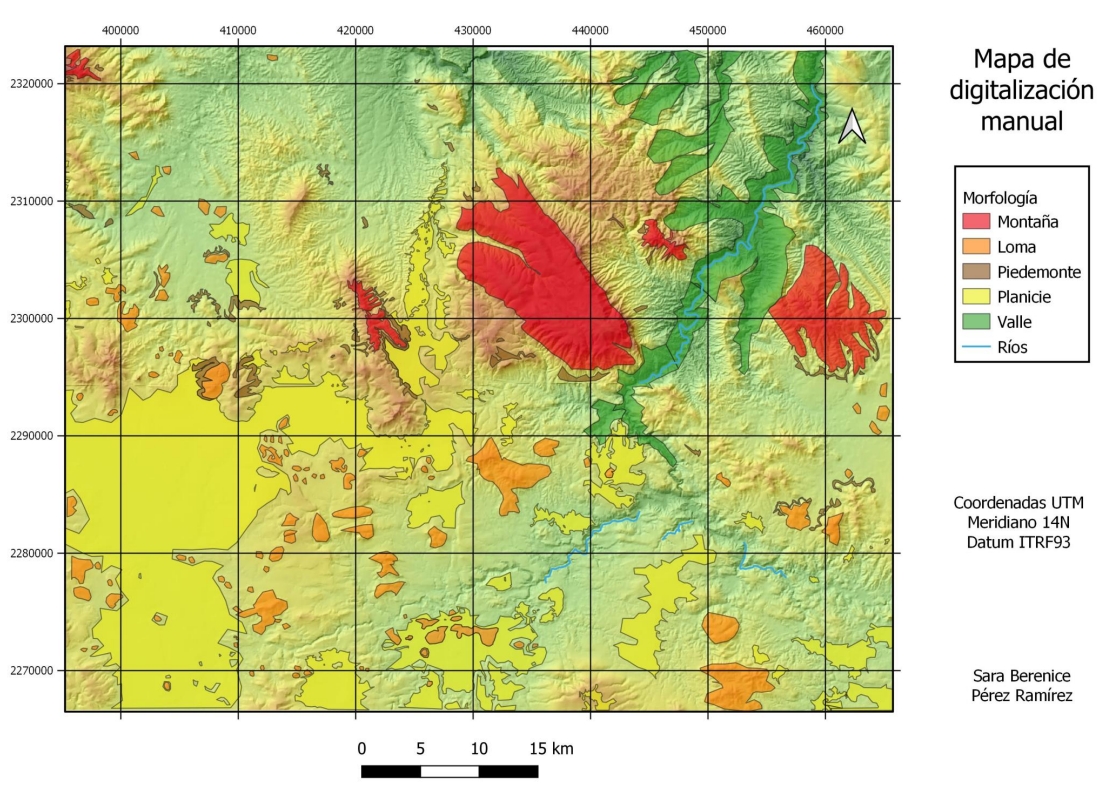 400000 410000 420000 430000 440000 450000 460000
2320000
2310000
2300000
2290000
2280000
2270000
Mapa de
digitalización
manual
Morfología
Montaña
Loma
Piedemonte
Planicie
Valle
Ríos
Coordenadas UTM
Meridiano 14N
Datum ITRF93
Sara Berenice
Pérez Ramírez
0 5 10 15 km